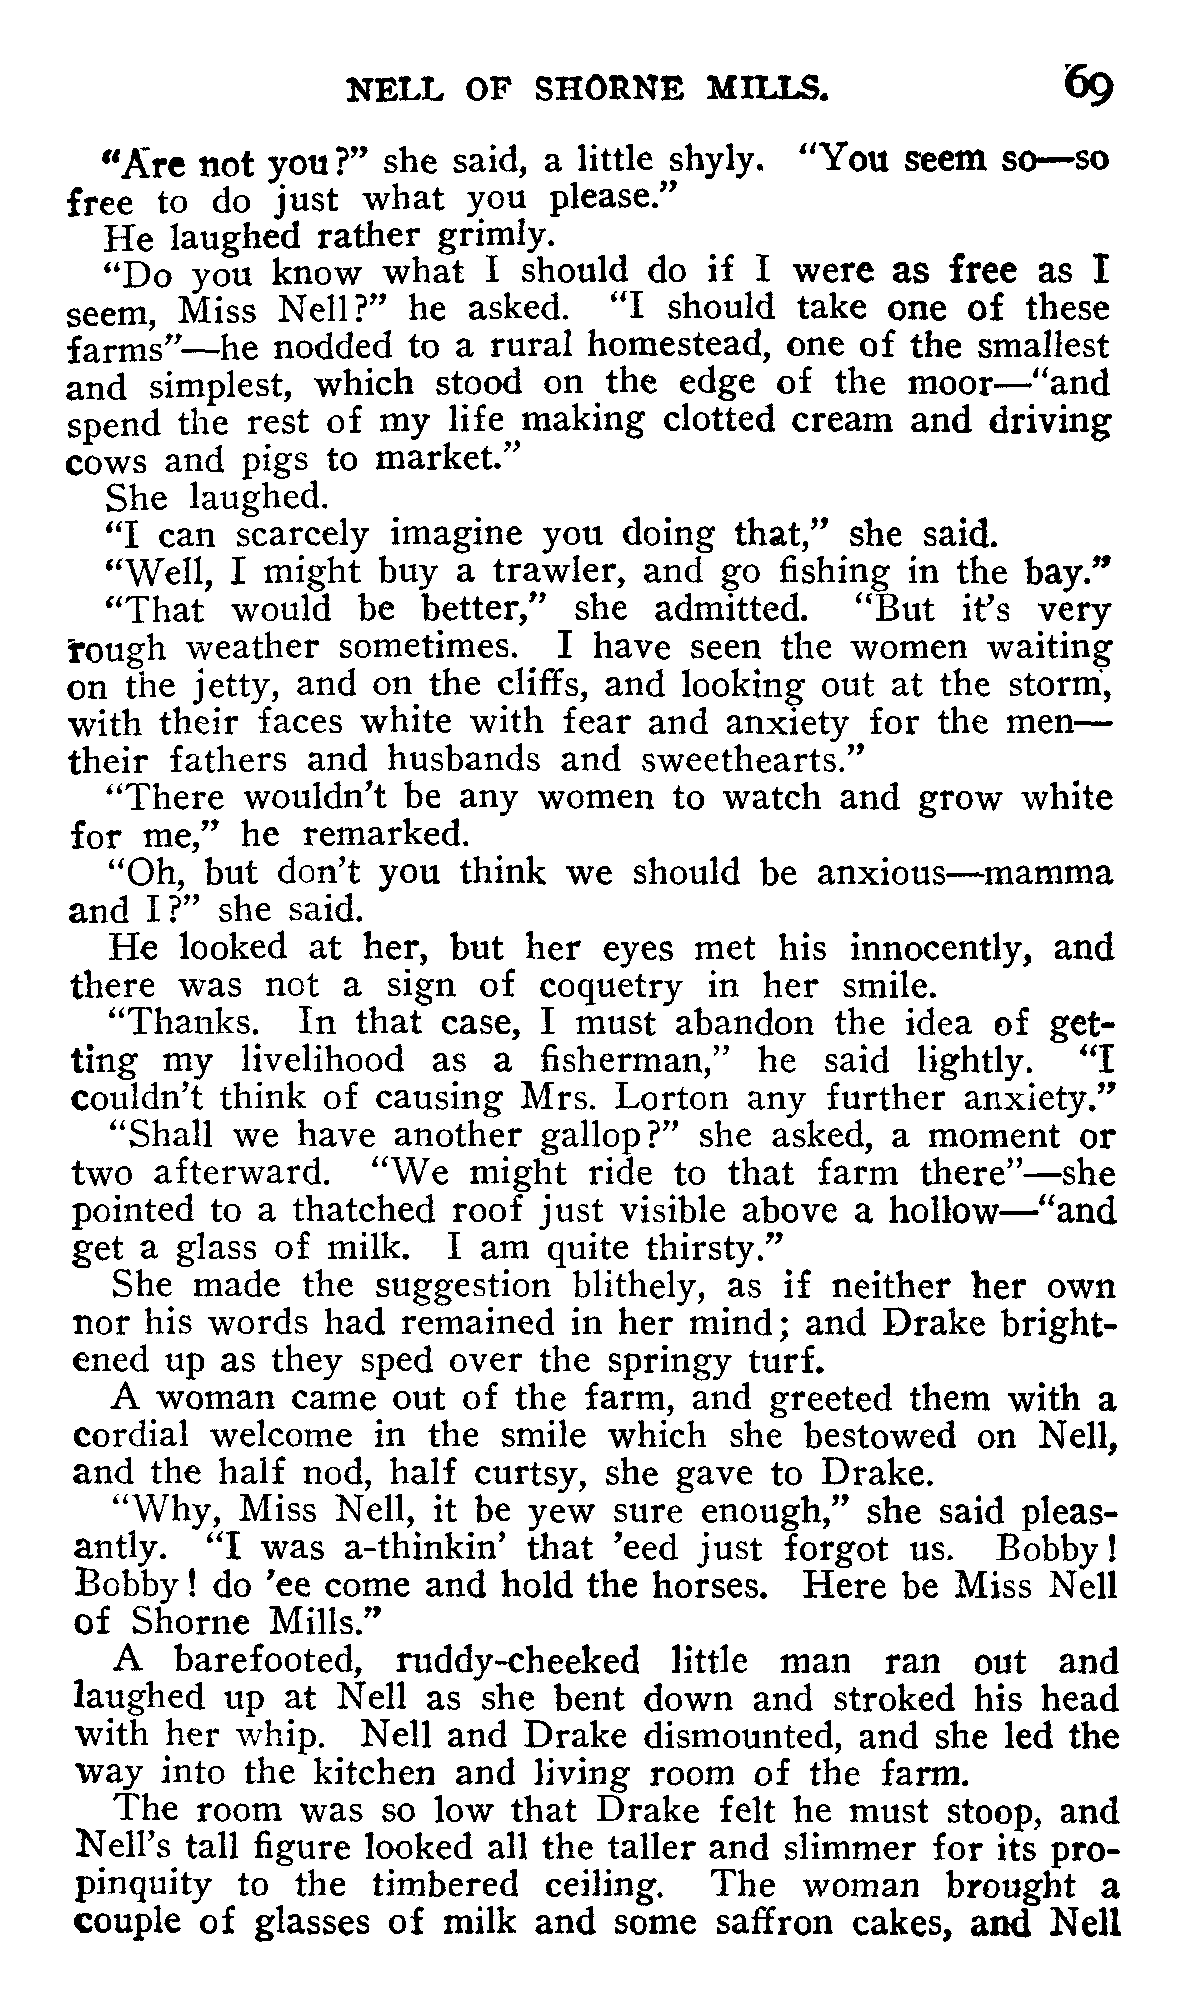 NELL OF SHORNE MILLS. 69
"Are not you?" she said, a little shyly. "You seem so—so
free to do just what you please."
He laughed rather grimly.
"Do you know what I should do if I were as free as I
seem, Miss Nell?" he asked. "I should take one of these
farms"—he nodded to a rural homestead, one of the smallest
and simplest, which stood on the edge of the moor—"and
spend the rest of my life making clotted cream and driving
cows and pigs to market."
She laughed.
"I can scarcely imagine you doing that," she said.
"Well, I might buy a trawler, and go fishing in the bay."
"That would be better," she admitted. "But it's very
rough weather sometimes. I have seen the women waiting
on the jetty, and on the cliffs, and looking out at the storm,
with their faces white with fear and anxiety for the men—
their fathers and husbands and sweethearts."
"There wouldn't be any women to watch and grow white
for me," he remarked.
"Oh, but don't you think we should be anxious—mamma
and I?" she said.
He looked at her, but her eyes met his innocently, and
there was not a sign of coquetry in her smile.
"Thanks. In that case, I must abandon the idea of get-
ting my livelihood as a fisherman," he said lightly. "I
couldn't think of causing Mrs. Lorton any further anxiety."
"Shall we have another gallop?" she asked, a moment or
two afterward. "We might ride to that farm there"—she
pointed to a thatched roof just visible above a hollow—"and
get a glass of milk. I am quite thirsty."
She made the suggestion blithely, as if neither her own
nor his words had remained in her mind; and Drake bright-
ened up as they sped over the springy turf.
A woman came out of the farm, and greeted them with a
cordial welcome in the smile which she bestowed on Nell,
and the half nod, half curtsy, she gave to Drake.
"Why, Miss Nell, it be yew sure enough," she said pleas-
antly. "I was a-thinkin' that 'eed just forgot us. Bobby!
Bobby! do 'ee come and hold the horses. Here be Miss Nell
of Shorne Mills."
A barefooted, ruddy-cheeked little man ran out and
laughed up at Nell as she bent down and stroked his head
with her whip. Nell and Drake dismounted, and she led the
way into the kitchen and living room of the farm.
The room was so low that Drake felt he must stoop, and
Nell's tall figure looked all the taller and slimmer for its pro-
pinquity to the timbered ceiling. The woman brought a
couple of glasses of milk and some saffron cakes, and Nell